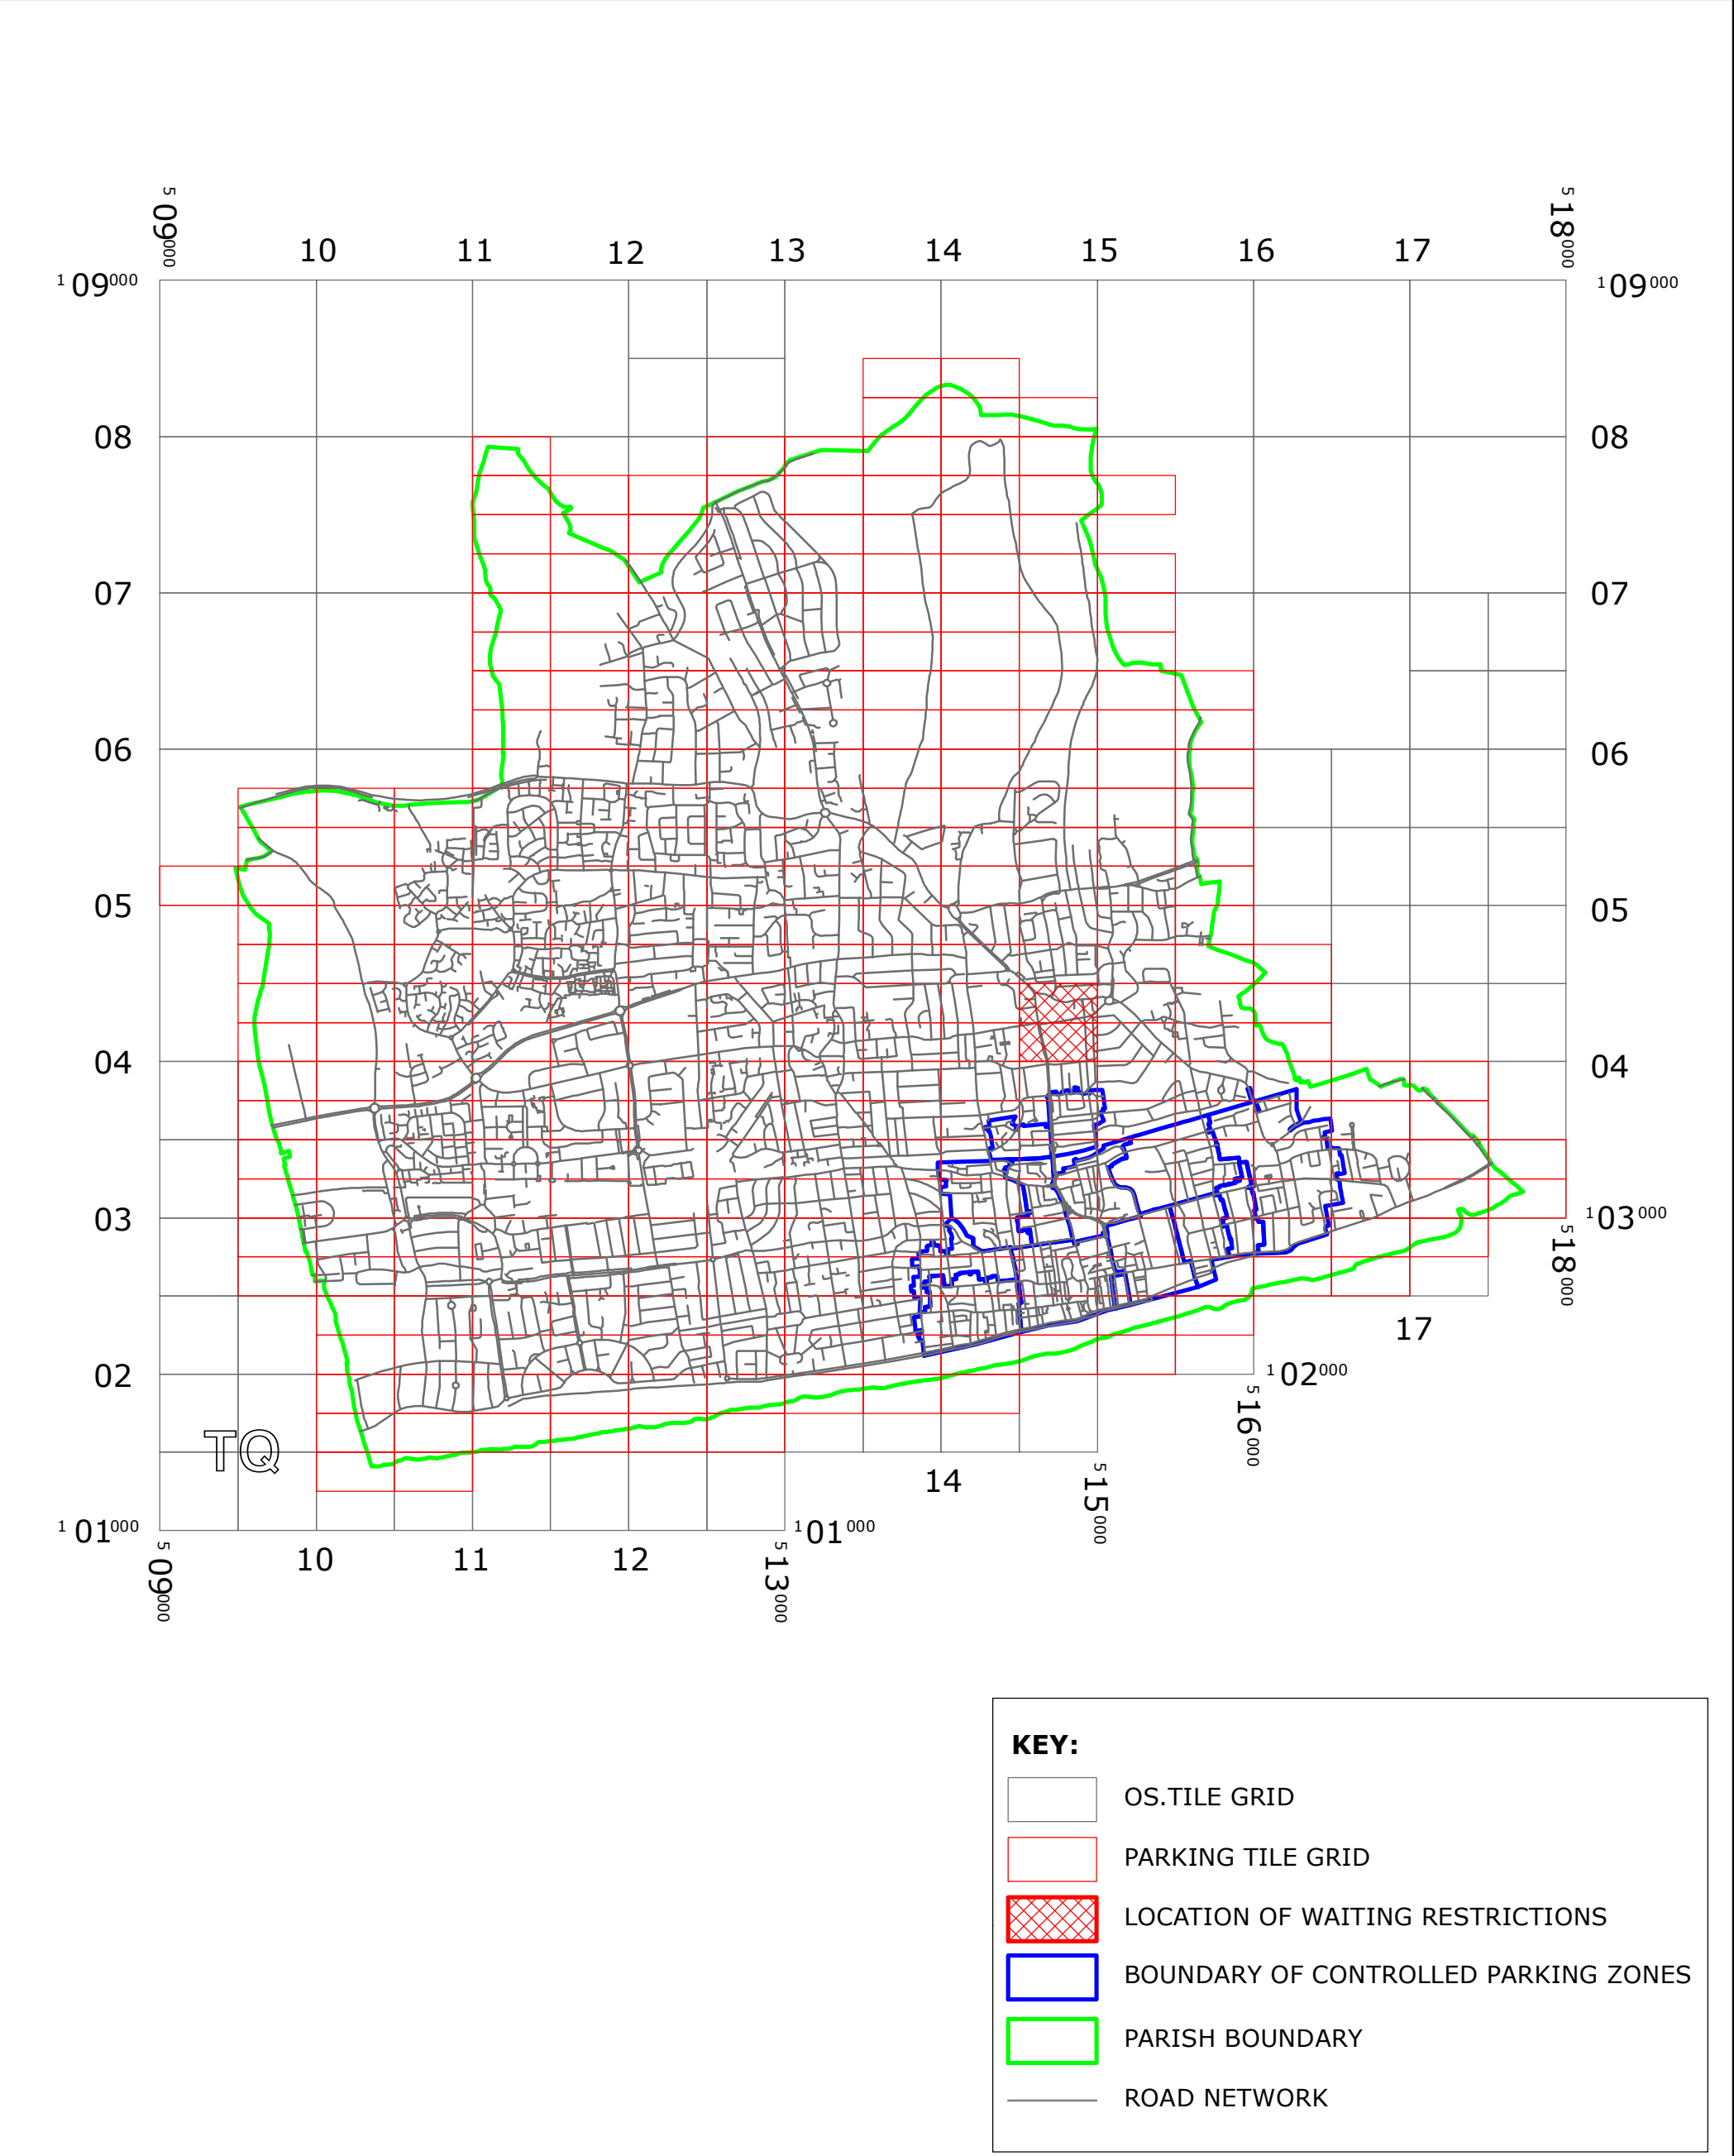 5 09000
5 18000
10 11 12 13 14 15 16 17
1 09000
1 09000
08
08
07
07
06
06
05
05
04
04
03
1 03000
5 18000
17
02
1 02000
5 16000
TQ
14
5 15000
1 01000
1 01000
5 09000
10 11 12
5 13000
KEY:
OS.TILE GRID
PARKING TILE GRID
LOCATION OF WAITING RESTRICTIONS
BOUNDARY OF CONTROLLED PARKING ZONES
PARISH BOUNDARY
ROAD NETWORK